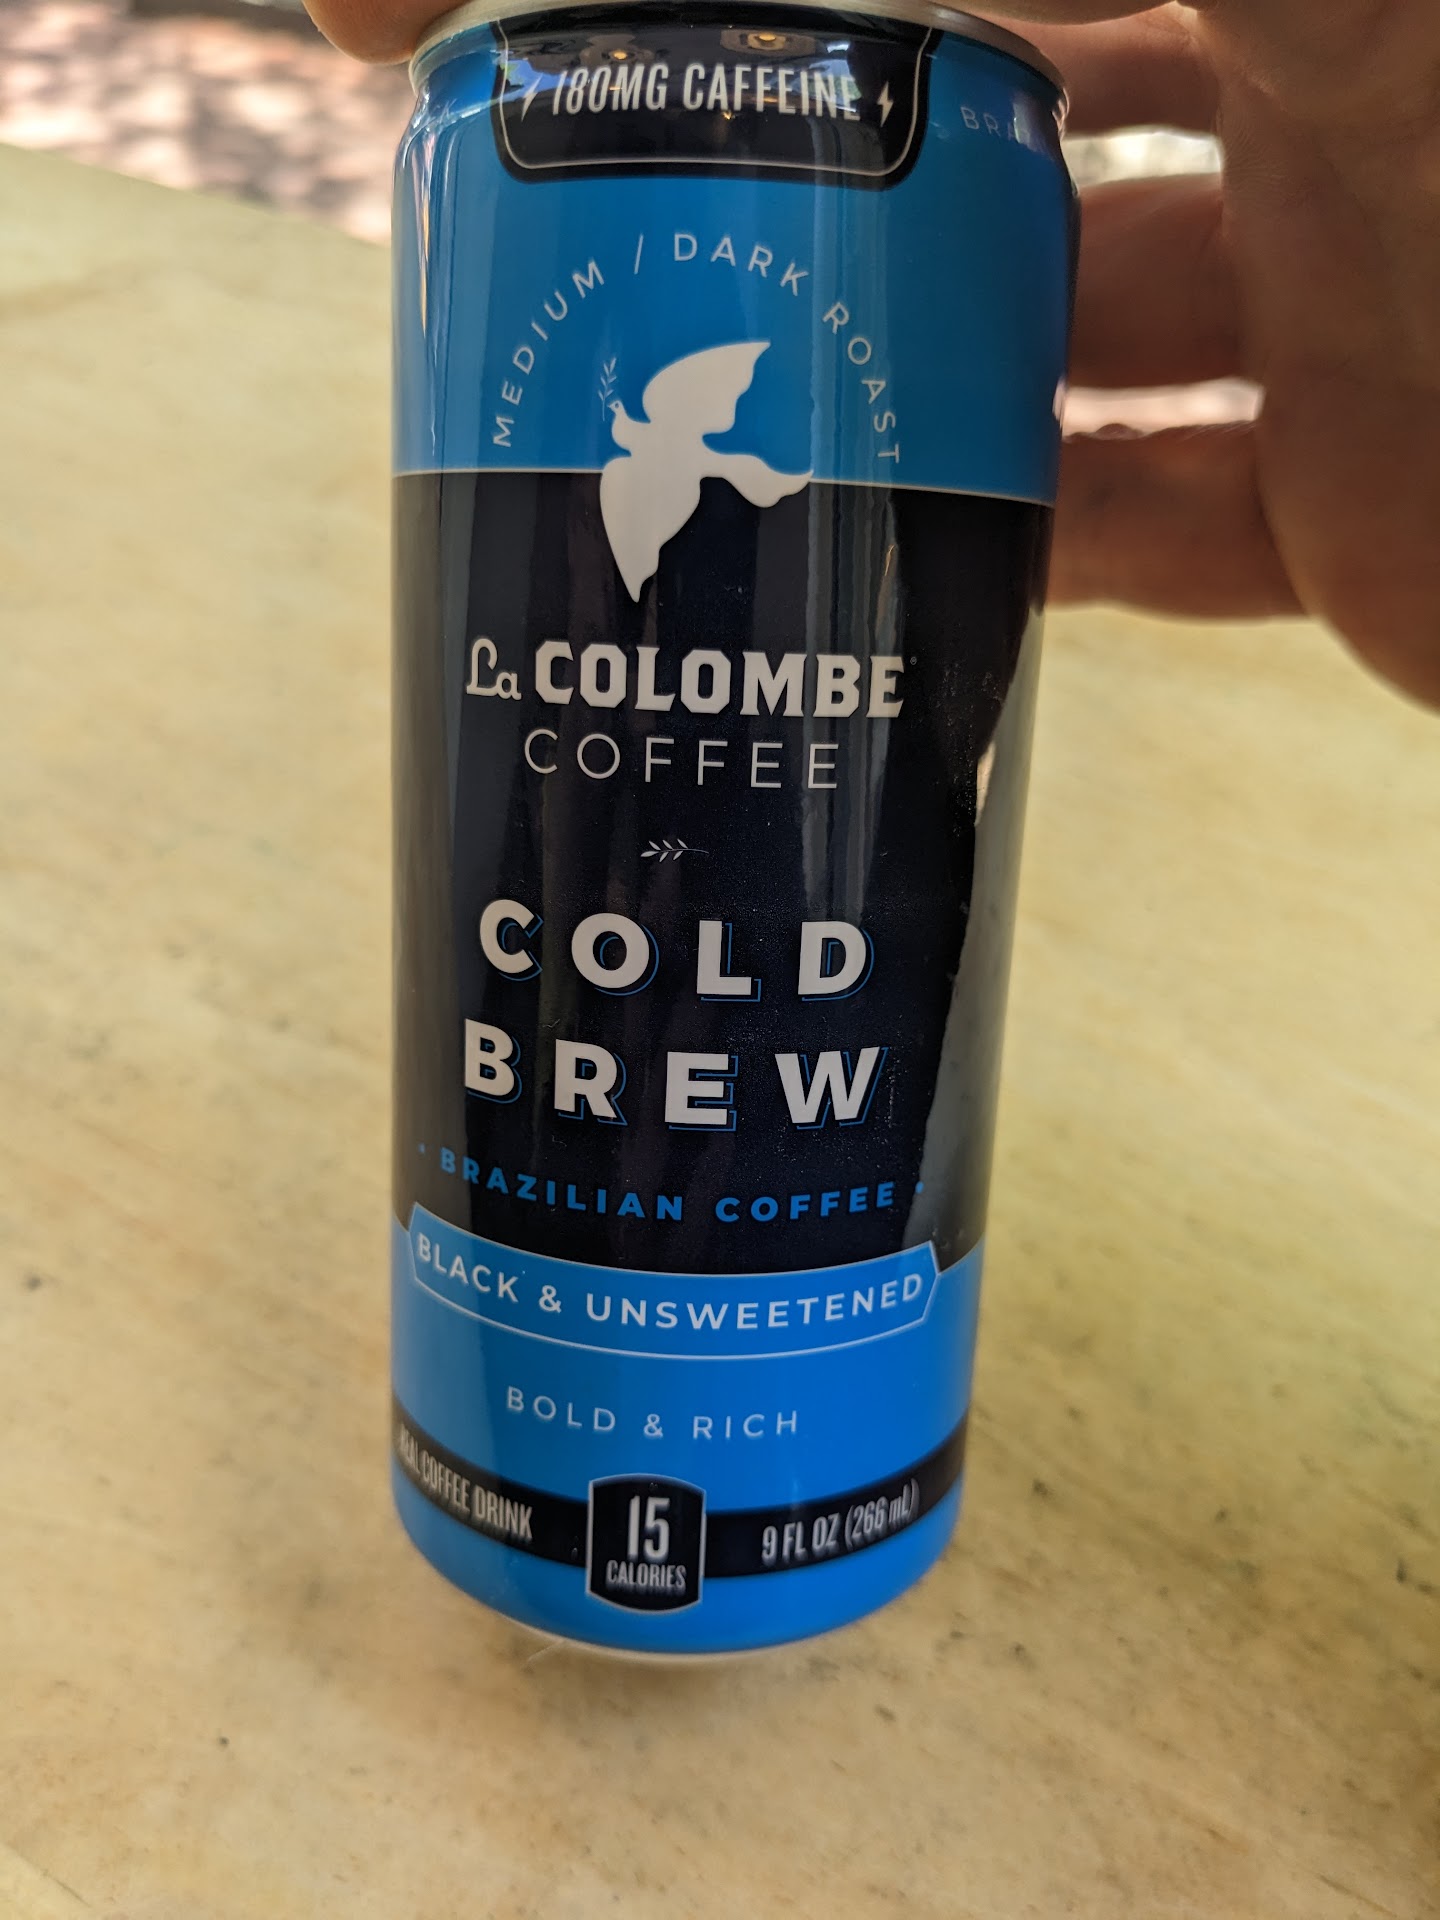 180MG CAFFEINE
MEDIUM / DARK ROAST
La COLOMBE
COFFEE
COLD
BREW
• BRAZILIAN COFFEE •
BLACK & UNSWEETENED
BOLD & RICH
REAL COFFEE DRINK
15
CALORIES
9 FL OZ (266 mL)